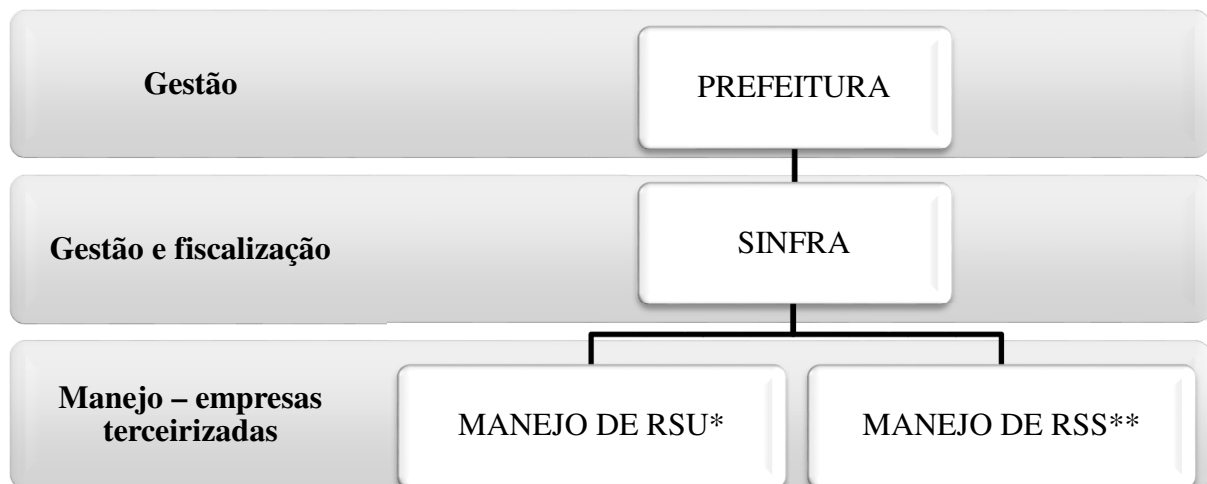 Gestão
PREFEITURA
Gestão e fiscalização
SINFRA
Manejo – empresas
terceirizadas
MANEJO DE RSU*
MANEJO DE RSS**